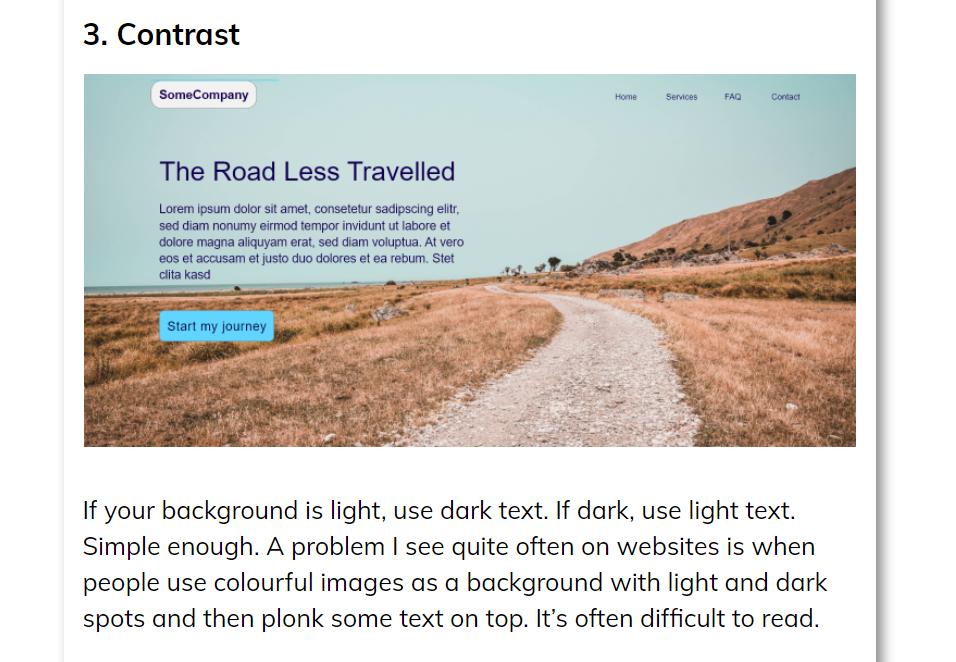 3. Contrast
SomeCompany
Home Services FAQ Contact
The Road Less Travelled
Lorem ipsum dolor sit amet, consetetur sadipscing elitr,
sed diam nonumy eirmod tempor invidunt ut labore et
dolore magna aliquyam erat, sed diam voluptua. At vero
eos et accusam et justo duo dolores et ea rebum. Stet
clita kasd
Start my journey
If your background is light, use dark text. If dark, use light text.
Simple enough. A problem I see quite often on websites is when
people use colourful images as a background with light and dark
spots and then plonk some text on top. It’s often difficult to read.